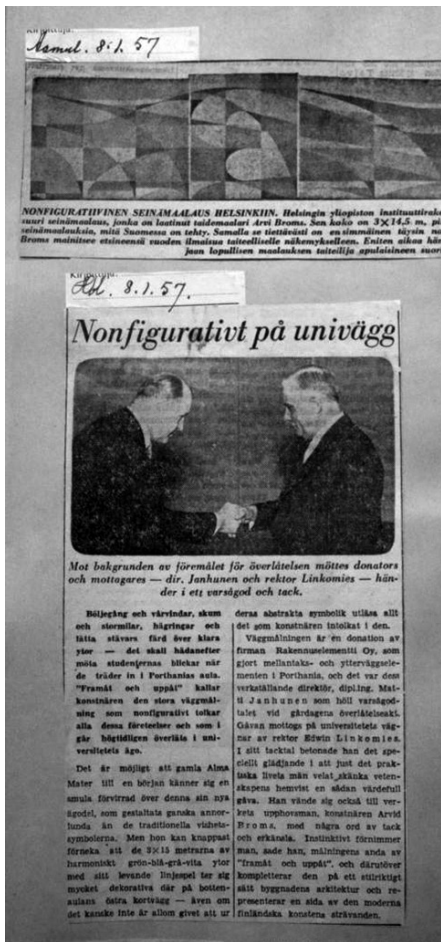 Kirjoittaja:
Asmal. 8.1.57
NONFIGURATIIVINEN SEINÄMAALAUS HELSINKIIN. Helsingin yliopiston instituuttirake
suuri seinämaalaus, jonka on laatinut taidemaalari Arvi Broms. Sen koko on 3×14,5 m, pi
seinämaalauksia, mitä Suomessa on tehty. Samalla se tiettävästi on ensimmäinen täysin no
Broms mainitsee etsineensä vuoden ilmaisua taiteelliselle näkemykselleen. Eniten aikaa hän
jaan lopullisen maalauksen taiteilija apulaisineen suori
Kirjoittaja:
Hbl. 8.1.57.
Nonfigurativt på univägg
Mot bakgrunden av föremålet för överlåtelsen möttes donators
och mottagares — dir. Janhunen och rektor Linkomies — hän-
der i ett varsågod och tack.
Böljegång och vårvindar, skum
och stormilar, hägringar och
lätta stävars färd över klara
ytor — det skall hädanefter
möta studenternas blickar när
de träder in i Porthanias aula.
"Framåt och uppåt" kallar
konstnären den stora väggmål-
ning som nonfigurativt tolkar
alla dessa företeelser och som i
går högtidligen överläts i uni-
versitetets ägo.
Det är möjligt att gamla Alma
Mater till en början känner sig en
smula förvirrad över denna sin nya
ägodel, som gestaltats ganska annor-
lunda än de traditionella vishets-
symbolerna. Men hon kan knappast
förneka att de 3×15 metrarna av
harmoniskt grön-blå-grå-vita ytor
med sitt levande linjespel ter sig
mycket dekorativa där på botten-
aulans östra kortvägg — även om
det kanske inte är allom givet att ur
deras abstrakta symbolik utläsa allt
det som konstnären intolkat i den.
Väggmålningen är en donation av
firman Rakennuselementti Oy, som
gjort mellantaks- och ytterväggsele-
menten i Porthania, och det var dess
verkställande direktör, dipl.ing. Mat-
ti Janhunen som höll varsågod-
talet vid gårdagens överlåtelseakt.
Gåvan mottogs på universitetets väg-
nar av rektor Edwin Linkomies.
I sitt tacktal betonade han det spe-
ciellt glädjande i att just det prak-
tiska livets män velat skänka veten-
skapens hemvist en sådan värdefull
gåva. Han vände sig också till ver-
kets upphovsman, konstnären Arvid
Broms, med några ord av tack
och erkänsla. Instinktivt förnimmer
man, sade han, målningens anda av
"framåt och uppåt", och därutöver
kompletterar den på ett stilriktigt
sätt byggnadens arkitektur och re-
presenterar en sida av den moderna
finländska konstens strävanden.